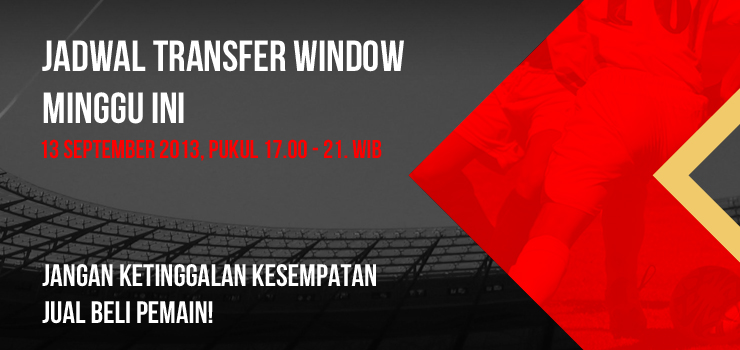 JADWAL TRANSFER WINDOW
MINGGU INI
13 SEPTEMBER 2013, PUKUL 17.00 - 21. WIB
JANGAN KETINGGALAN KESEMPATAN
JUAL BELI PEMAIN!